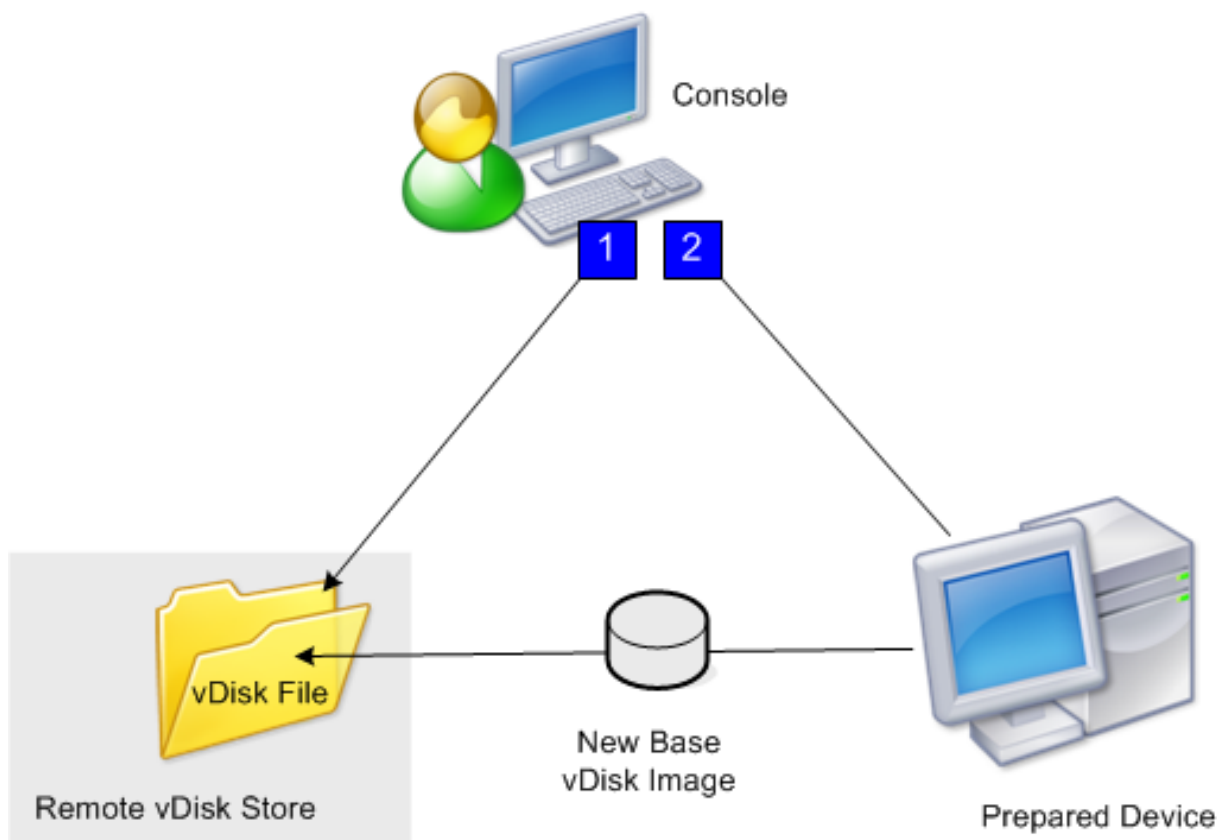 Console
1
2
vDisk File
New Base
vDisk Image
Remote vDisk Store
Prepared Device